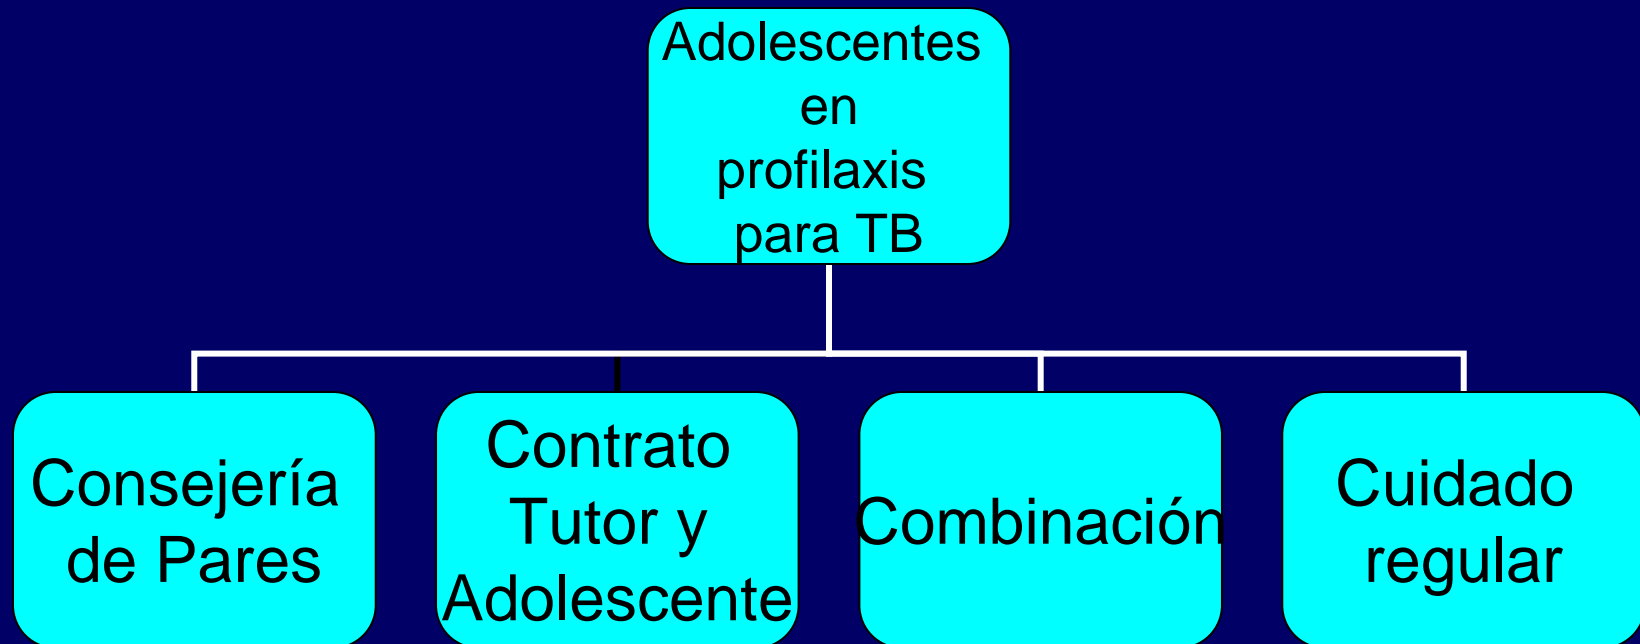 Adolescentes
en
profilaxis
para TB
Consejería
de Pares
Contrato
Tutor y
Adolescente
Combinación
Cuidado
regular